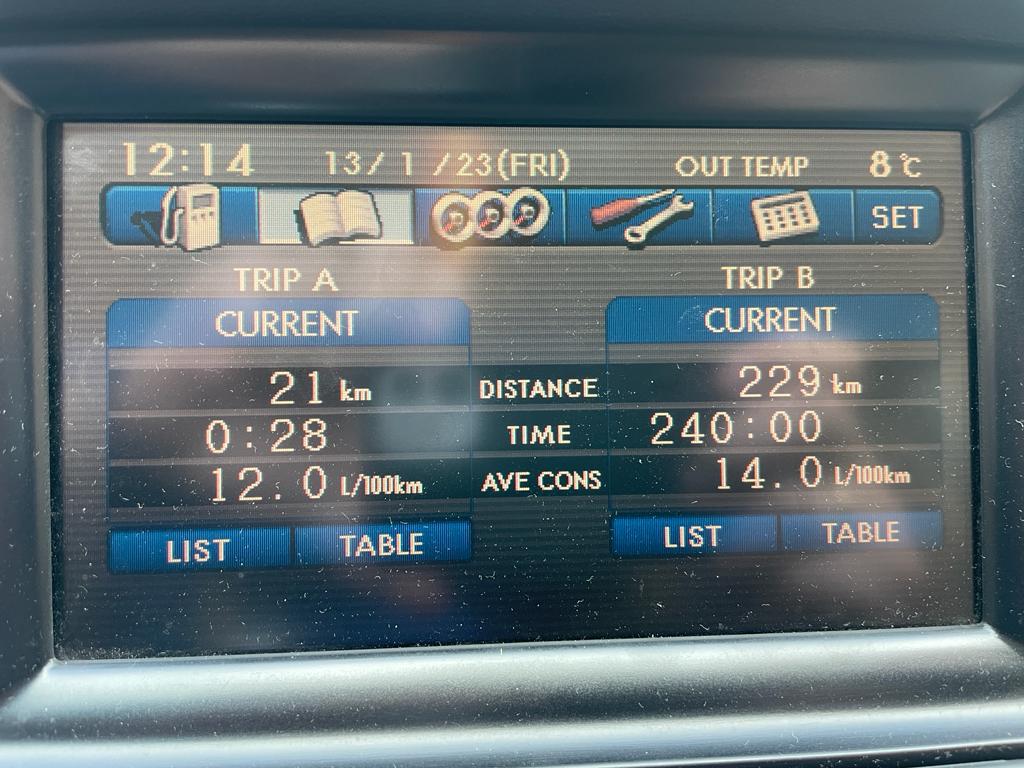 12:14 13/ 1 /23(FRI) OUT TEMP 8℃
SET
TRIP A TRIP B
CURRENT CURRENT
21 km DISTANCE 229 km
0:28 TIME 240:00
12.0 L/100km AVE CONS 14.0 L/100km
LIST TABLE LIST TABLE